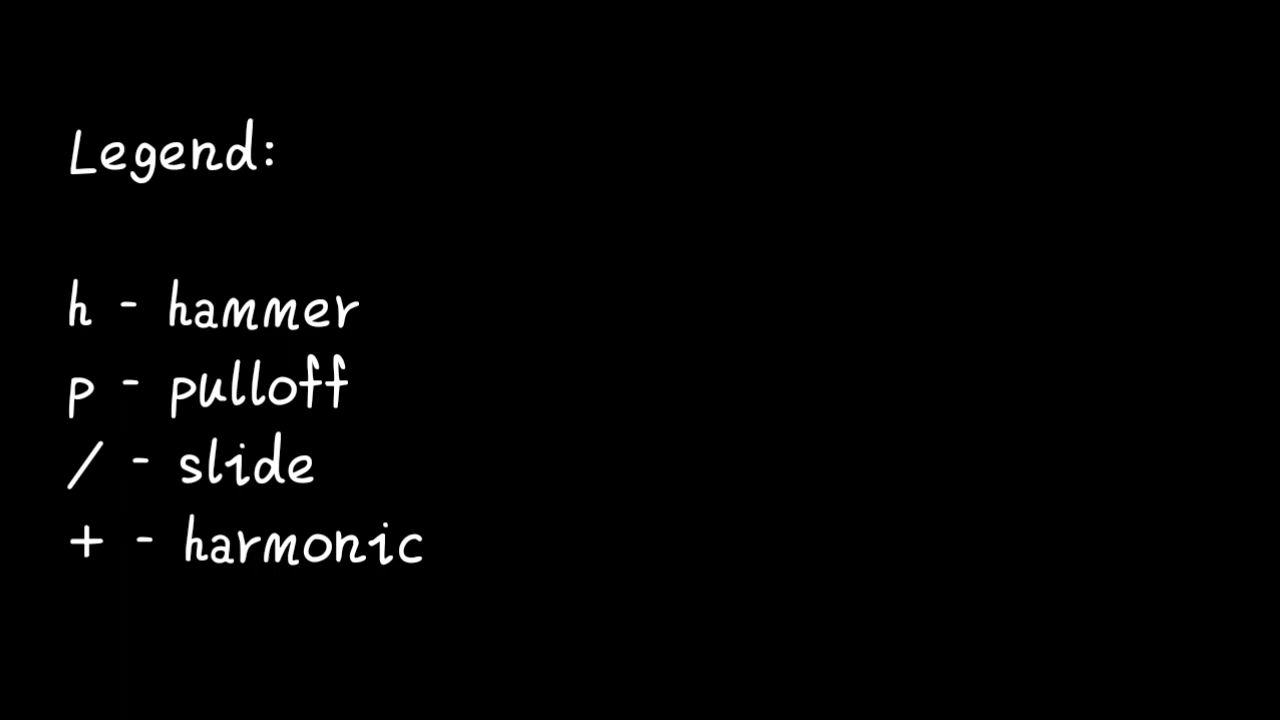 Legend:
h - hammer
p - pulloff
/ - slide
+ - harmonic